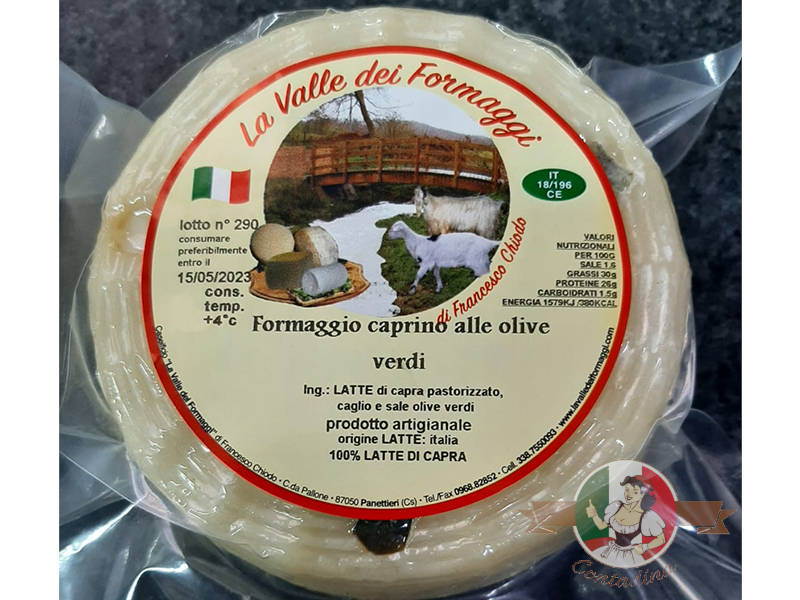 La Valle dei Formaggi
di Francesco Chiodo
IT
18/196
CE
lotto n° 290
consumare
preferibilmente
entro il
15/05/2023
cons.
temp.
+4°c
VALORI
NUTRIZIONALI
PER 100G
SALE 1.6
GRASSI 30g
PROTEINE 26g
CARBOIDRATI 1.5g
ENERGIA 1579KJ /380KCAL
Formaggio caprino alle olive
verdi
Ing.: LATTE di capra pastorizzato,
caglio e sale olive verdi
prodotto artigianale
origine LATTE: italia
100% LATTE DI CAPRA
Caseificio "La Valle dei Formaggi" di Francesco Chiodo • C.da Pallone • 87050 Panettieri (Cs) • Tel./Fax 0968.82852 • Cell. 338.7550093 • www.lavalledeiformaggi.com
Contadina